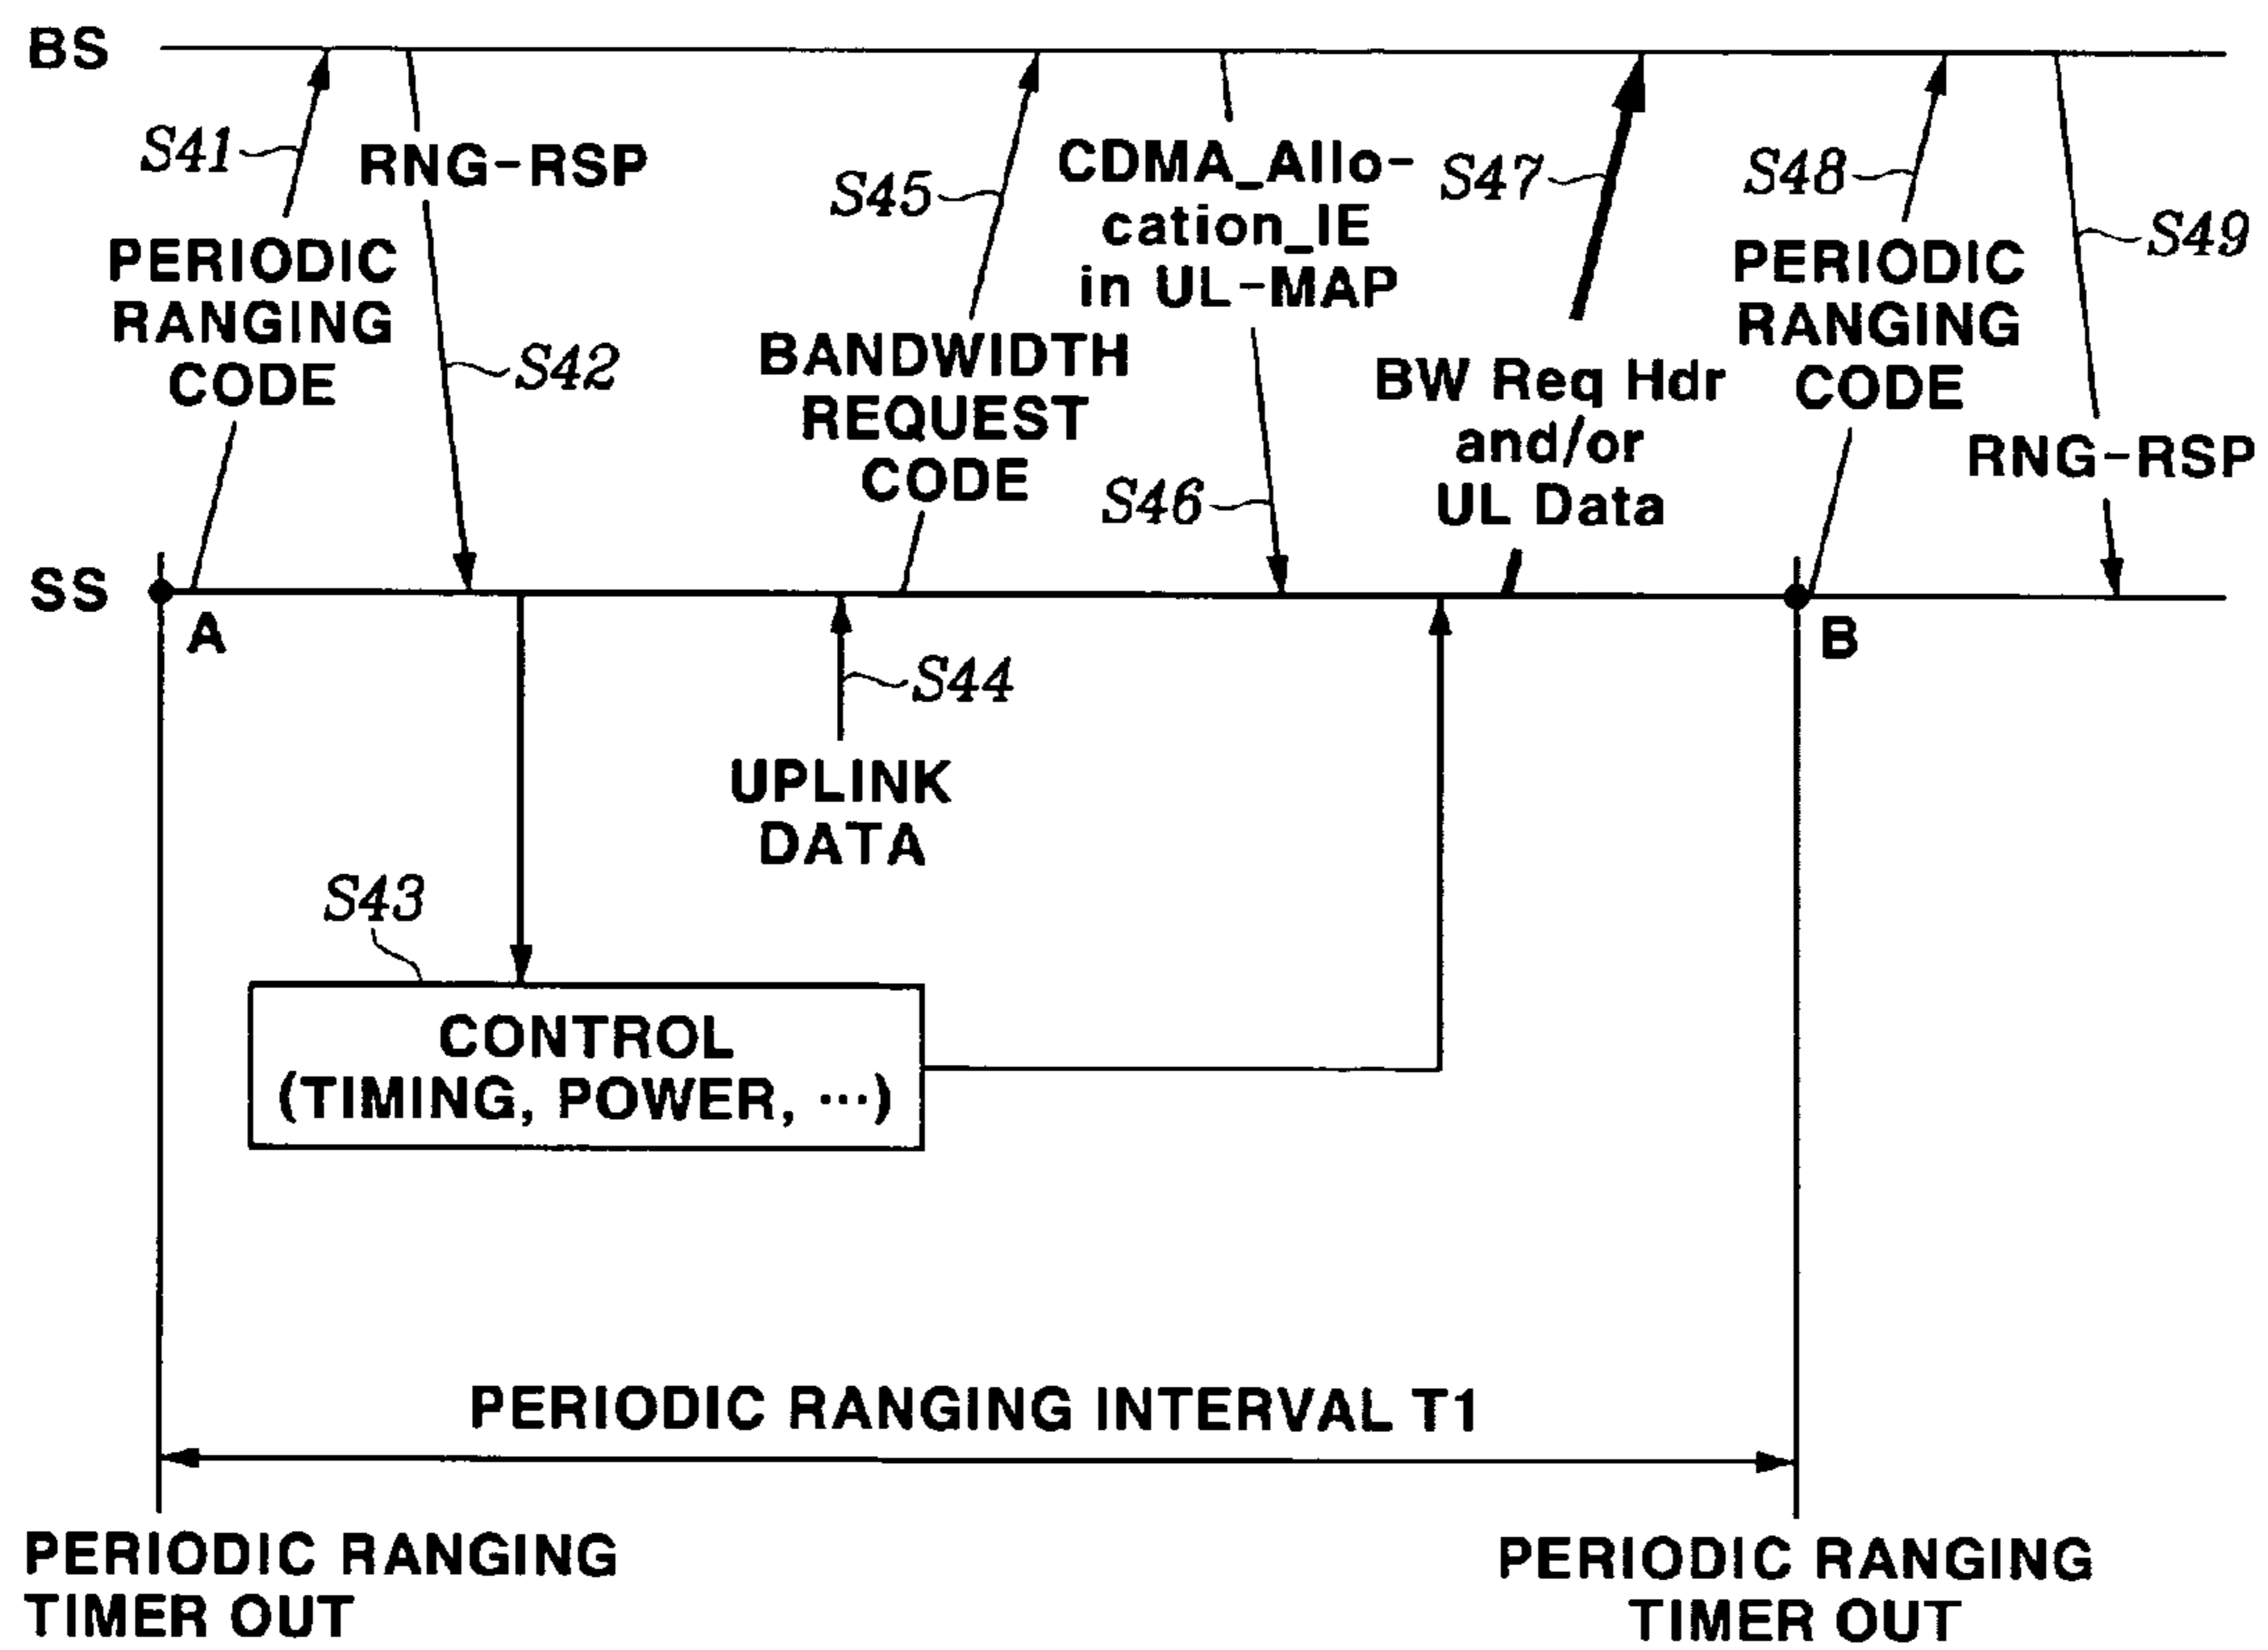 BS
S41
RNG-RSP
PERIODIC
RANGING
CODE
S42
S45
BANDWIDTH
REQUEST
CODE
CDMA_Allo-
cation_IE
in UL-MAP
S46
S47
BW Req Hdr
and/or
UL Data
S48
PERIODIC
RANGING
CODE
S49
RNG-RSP
SS
A
B
S44
UPLINK
DATA
S43
CONTROL
(TIMING, POWER, ···)
PERIODIC RANGING INTERVAL T1
PERIODIC RANGING
TIMER OUT
PERIODIC RANGING
TIMER OUT